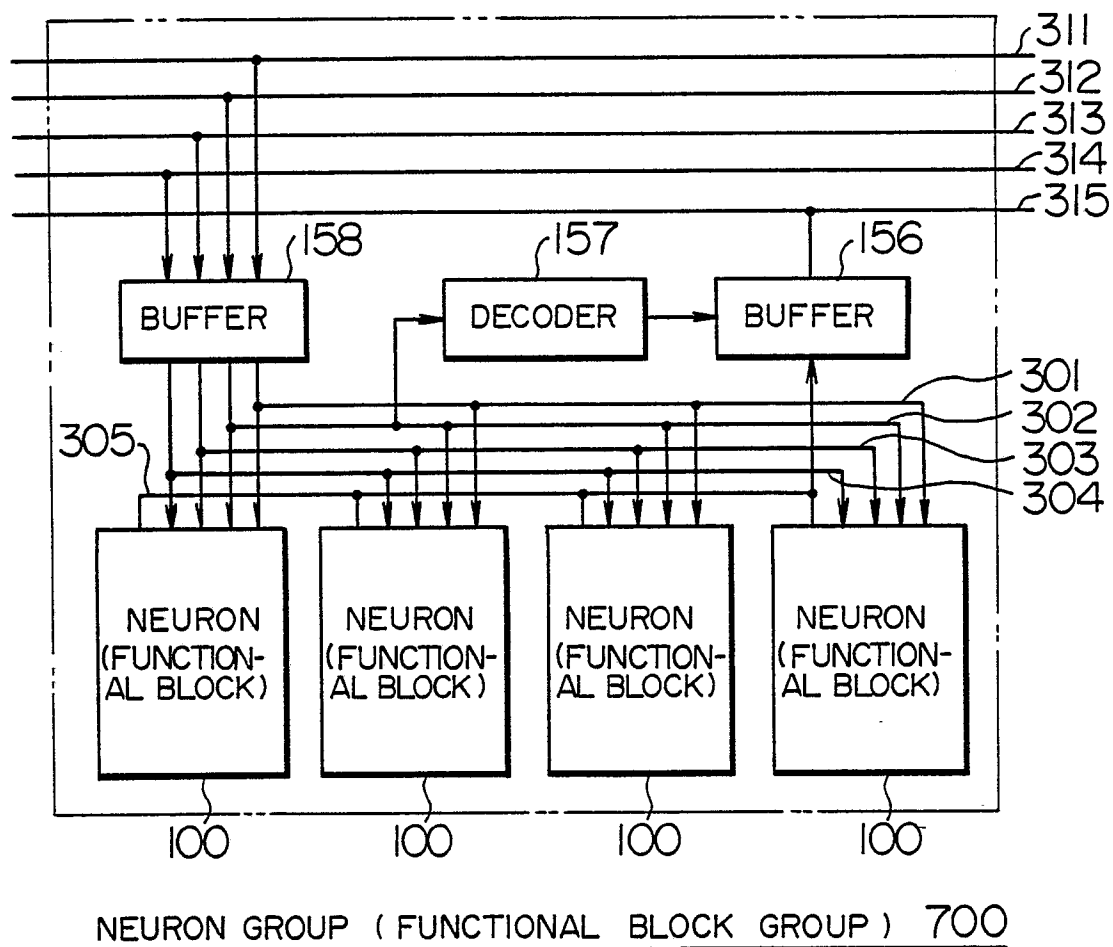 311
312
313
314
315
158
157
156
BUFFER
DECODER
BUFFER
301
302
303
304
305
NEURON
(FUNCTION-
AL BLOCK)
NEURON
(FUNCTION-
AL BLOCK)
NEURON
(FUNCTION-
AL BLOCK)
NEURON
(FUNCTION-
AL BLOCK)
100
100
100
100
NEURON GROUP (FUNCTIONAL BLOCK GROUP) 700